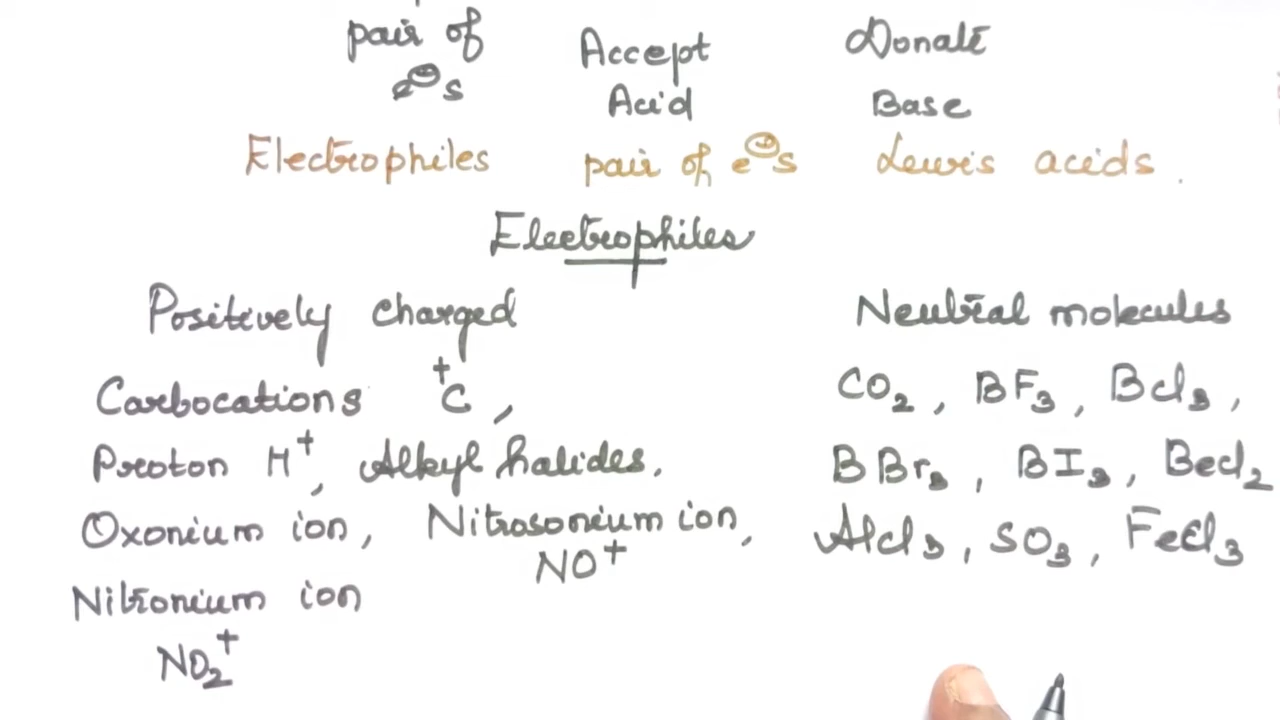 pair of Accept Donate
e⊖s Acid Base
Electrophiles pair of e⊖s Lewis acids.
Electrophiles
Positively charged Neutral molecules
Carbocations C⁺, CO₂, BF₃, Bcl₃,
Proton H⁺, Alkyl halides, BBr₃, BI₃, Becl₂
Oxonium ion, Nitrosonium ion, Alcl₃, SO₃, Fecl₃
NO⁺
Nitronium ion
NO₂⁺